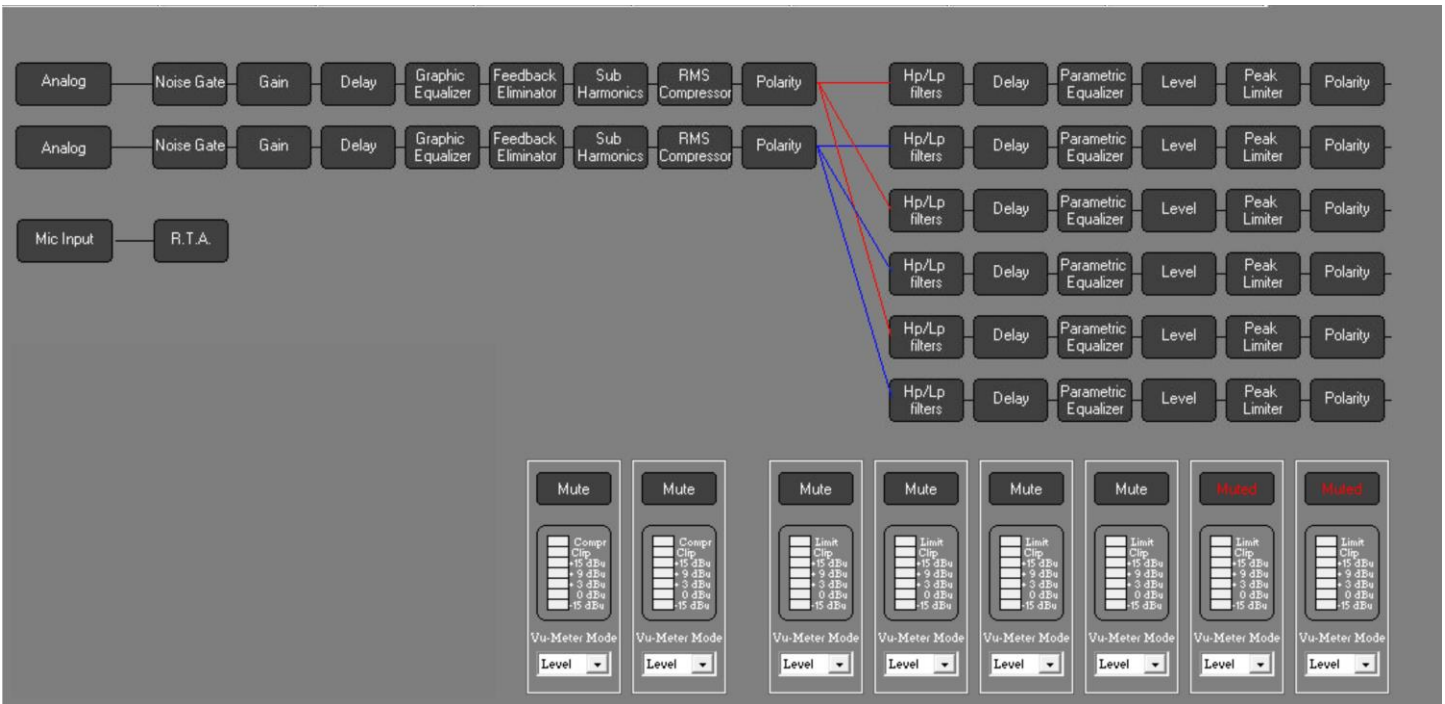 Analog Noise Gate Gain Delay Graphic Equalizer Feedback Eliminator Sub Harmonics RMS Compressor Polarity Hp/Lp filters Delay Parametric Equalizer Level Peak Limiter Polarity
Analog Noise Gate Gain Delay Graphic Equalizer Feedback Eliminator Sub Harmonics RMS Compressor Polarity Hp/Lp filters Delay Parametric Equalizer Level Peak Limiter Polarity
Hp/Lp filters Delay Parametric Equalizer Level Peak Limiter Polarity
Mic Input R.T.A.
Hp/Lp filters Delay Parametric Equalizer Level Peak Limiter Polarity
Hp/Lp filters Delay Parametric Equalizer Level Peak Limiter Polarity
Hp/Lp filters Delay Parametric Equalizer Level Peak Limiter Polarity
Mute Mute Mute Mute Mute Mute Muted Muted
Compr Compr Limit Limit Limit Limit Limit Limit
Clip Clip Clip Clip Clip Clip Clip Clip
+15 dBu +15 dBu +15 dBu +15 dBu +15 dBu +15 dBu +15 dBu +15 dBu
+ 9 dBu + 9 dBu + 9 dBu + 9 dBu + 9 dBu + 9 dBu + 9 dBu + 9 dBu
+ 3 dBu + 3 dBu + 3 dBu + 3 dBu + 3 dBu + 3 dBu + 3 dBu + 3 dBu
0 dBu 0 dBu 0 dBu 0 dBu 0 dBu 0 dBu 0 dBu 0 dBu
-15 dBu -15 dBu -15 dBu -15 dBu -15 dBu -15 dBu -15 dBu -15 dBu
Vu-Meter Mode Vu-Meter Mode Vu-Meter Mode Vu-Meter Mode Vu-Meter Mode Vu-Meter Mode Vu-Meter Mode Vu-Meter Mode
Level Level Level Level Level Level Level Level